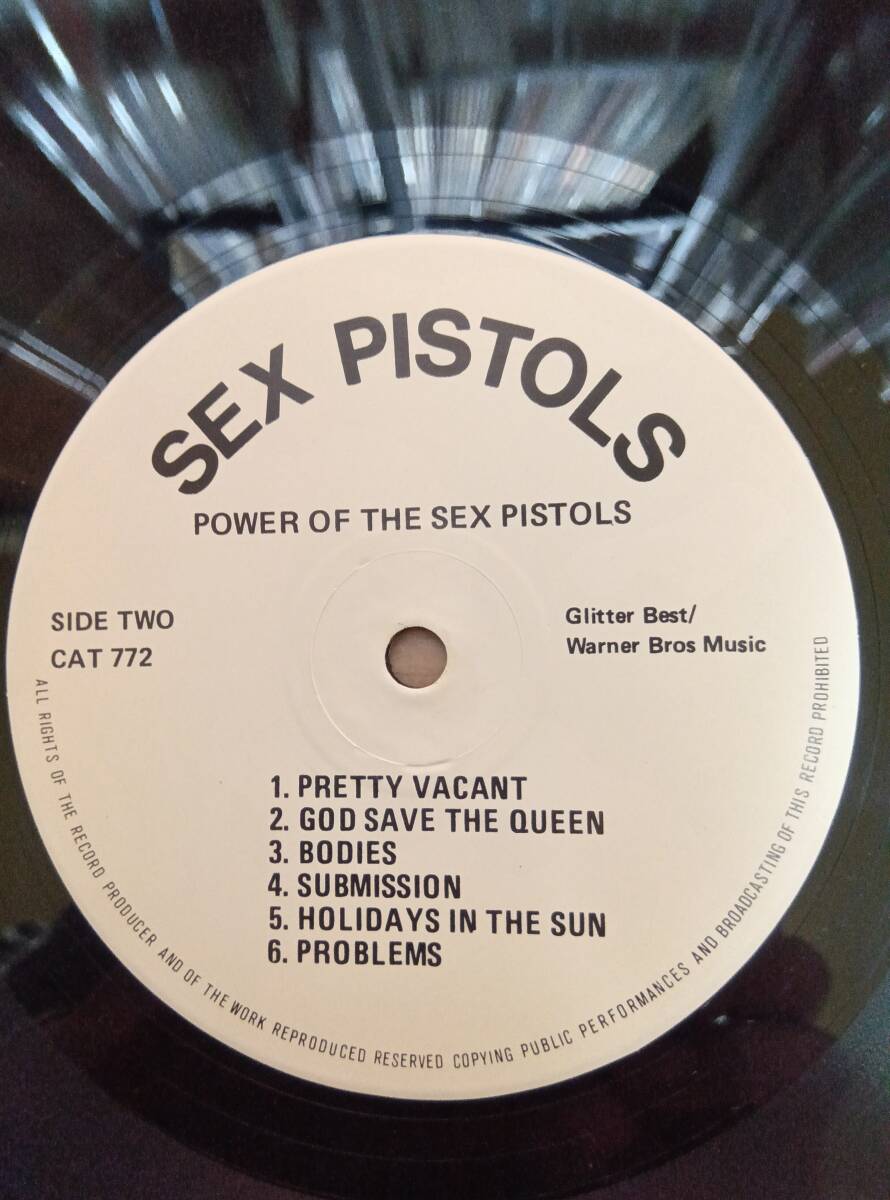 SEX PISTOLS
POWER OF THE SEX PISTOLS
SIDE TWO
CAT 772
Glitter Best/
Warner Bros Music
1. PRETTY VACANT
2. GOD SAVE THE QUEEN
3. BODIES
4. SUBMISSION
5. HOLIDAYS IN THE SUN
6. PROBLEMS
ALL RIGHTS OF THE RECORD PRODUCER AND OF THE WORK REPRODUCED RESERVED COPYING PUBLIC PERFORMANCES AND BROADCASTING OF THIS RECORD PROHIBITED